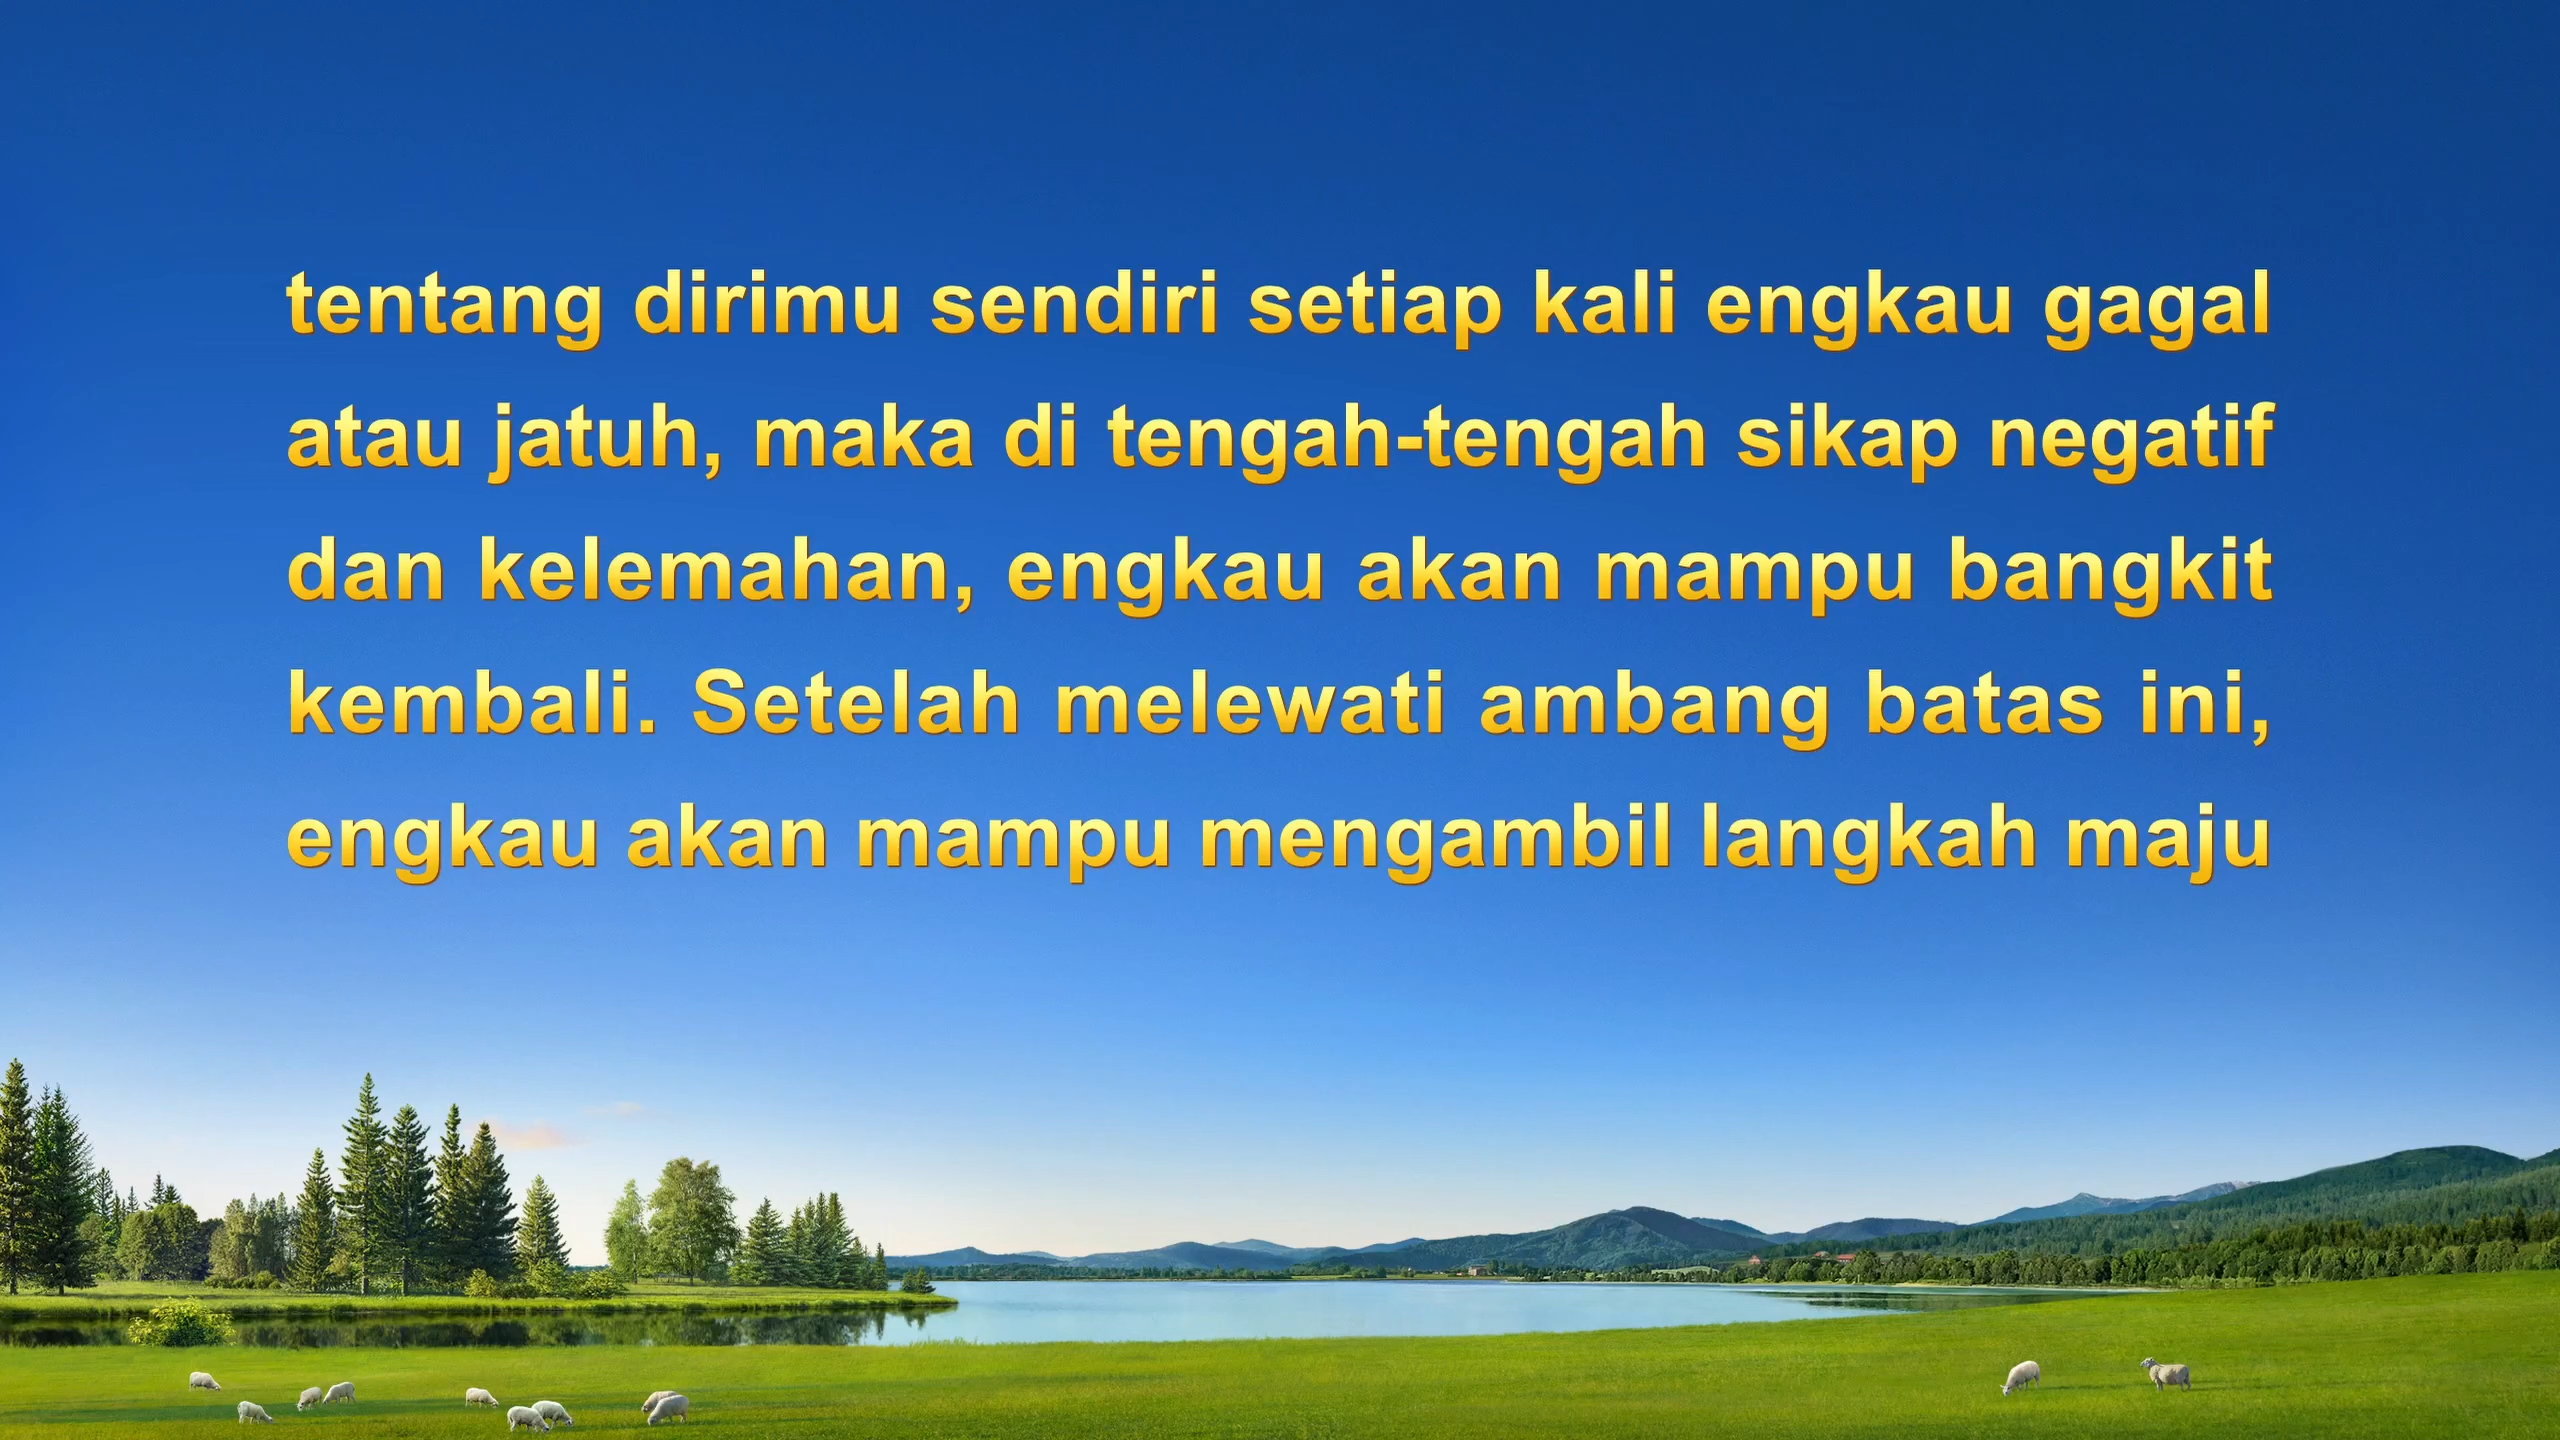 tentang dirimu sendiri setiap kali engkau gagal
atau jatuh, maka di tengah-tengah sikap negatif
dan kelemahan, engkau akan mampu bangkit
kembali. Setelah melewati ambang batas ini,
engkau akan mampu mengambil langkah maju